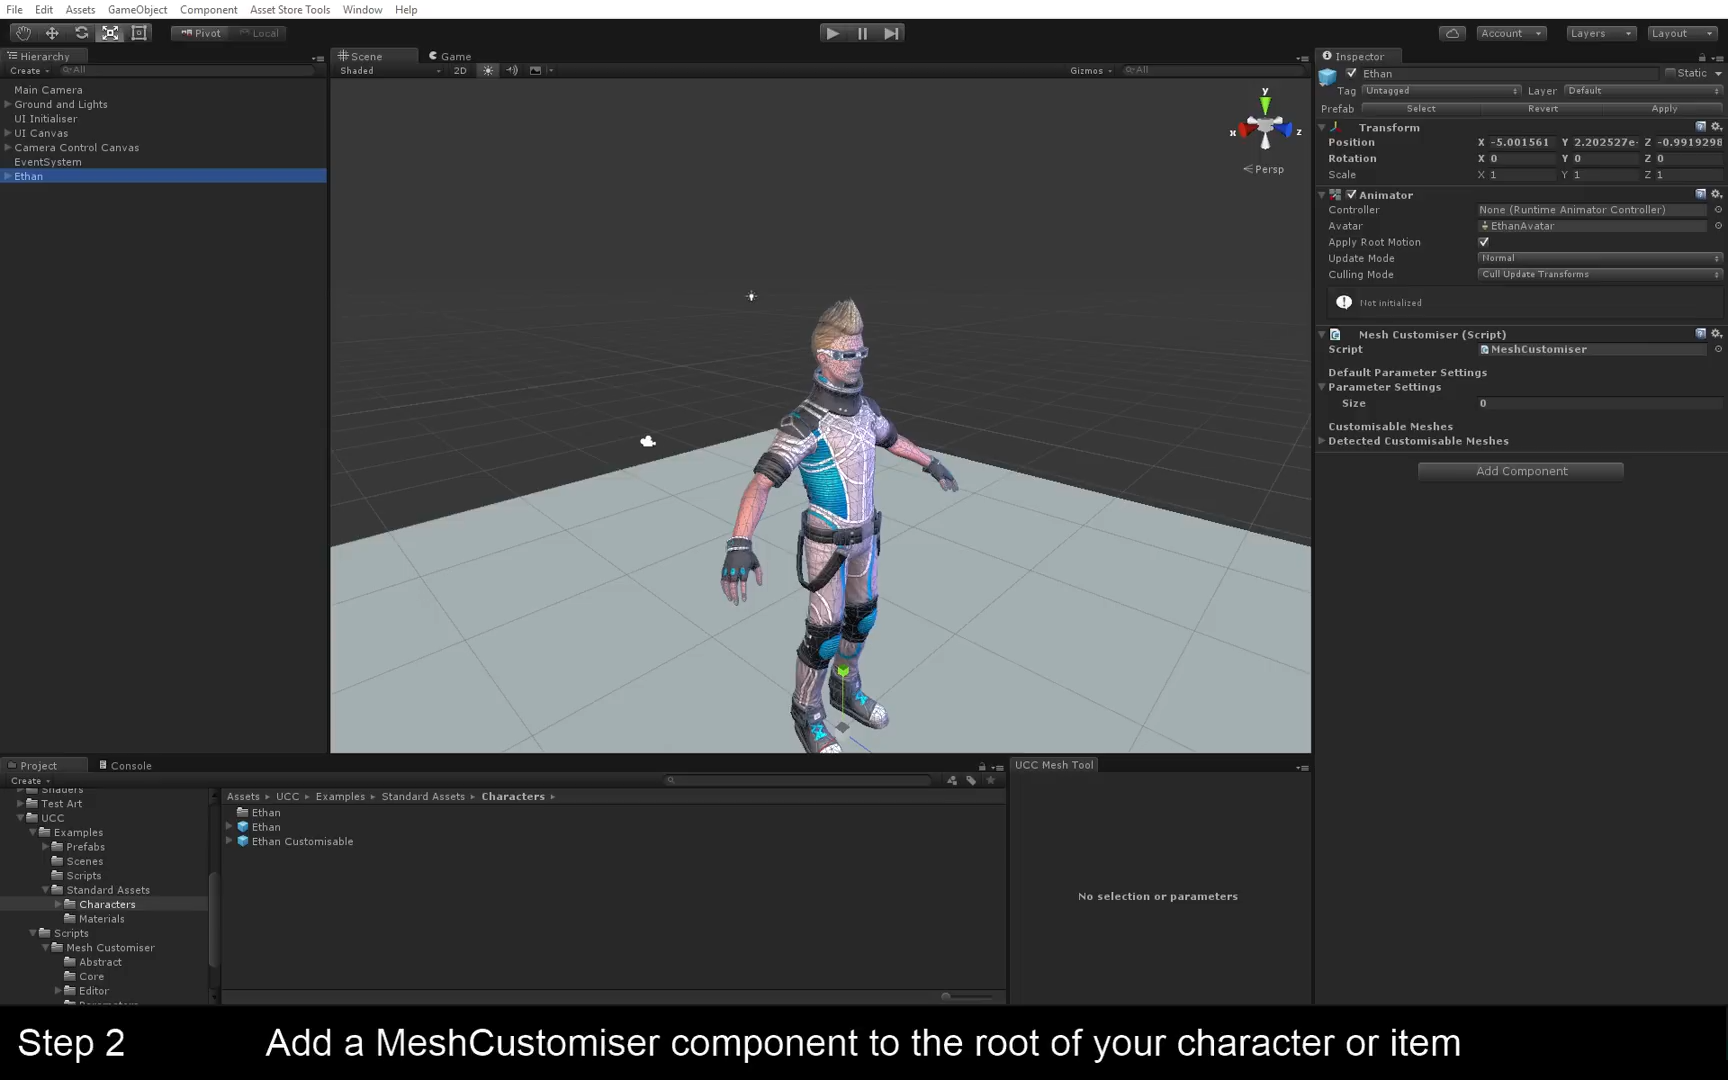 File Edit Assets GameObject Component Asset Store Tools Window Help
Pivot Local
Account Layers Layout
Hierarchy
Create All
Main Camera
Ground and Lights
UI Initialiser
UI Canvas
Camera Control Canvas
EventSystem
Ethan
Scene Game
Shaded 2D Gizmos All
y
x z
Persp
Inspector
Ethan Static
Tag Untagged Layer Default
Prefab Select Revert Apply
Transform
Position X -5.001561 Y 2.202527e- Z -0.9919298
Rotation X 0 Y 0 Z 0
Scale X 1 Y 1 Z 1
Animator
Controller None (Runtime Animator Controller)
Avatar EthanAvatar
Apply Root Motion
Update Mode Normal
Culling Mode Cull Update Transforms
Not initialized
Mesh Customiser (Script)
Script MeshCustomiser
Default Parameter Settings
Parameter Settings
Size 0
Customisable Meshes
Detected Customisable Meshes
Add Component
Project Console
Create
Shaders
Test Art
UCC
Examples
Prefabs
Scenes
Scripts
Standard Assets
Characters
Materials
Scripts
Mesh Customiser
Abstract
Core
Editor
Assets UCC Examples Standard Assets Characters
Ethan
Ethan
Ethan Customisable
UCC Mesh Tool
No selection or parameters
Step 2 Add a MeshCustomiser component to the root of your character or item